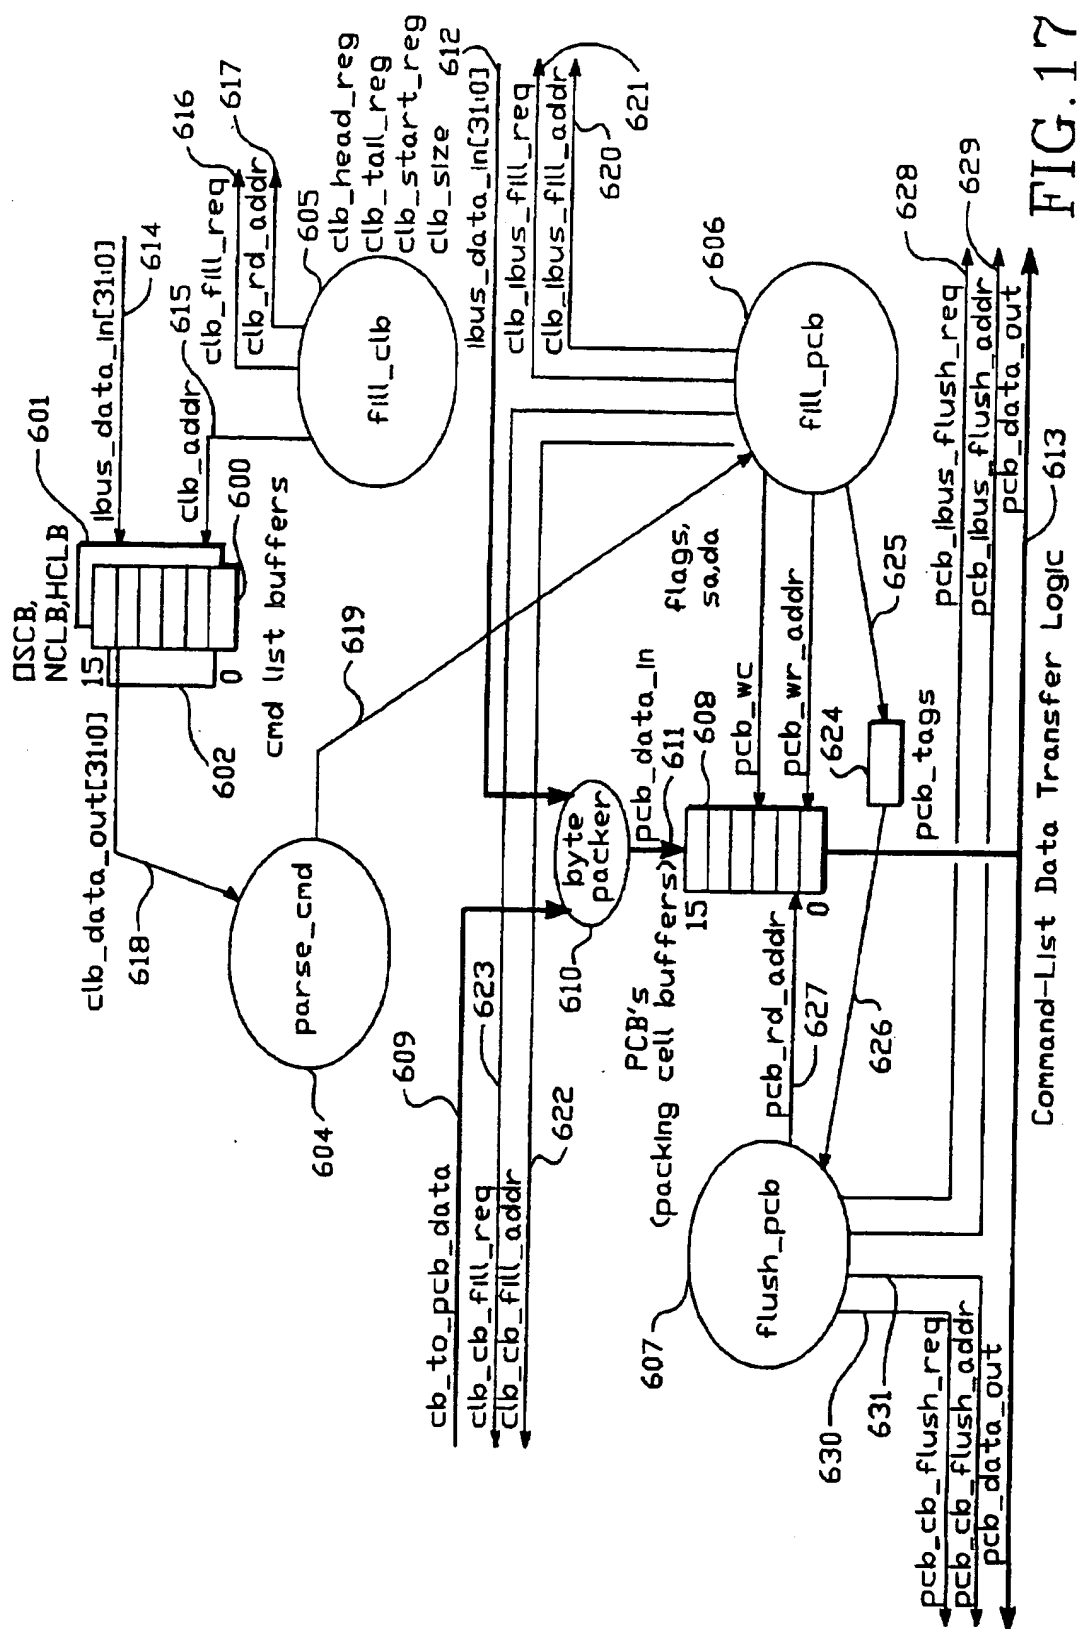 OSCB,
NCLB,HCLB
601
15
0
602
600
cmd list buffers
lbus_data_in[31:0]
614
clb_addr
615
clb_fill_req
616
clb_rd_addr
617
605
fill_clb
clb_head_reg
clb_tail_reg
clb_start_reg
clb_size
612
lbus_data_in[31:0]
clb_data_out[31:0]
618
parse_cmd
604
619
clb_lbus_fill_req
clb_lbus_fill_addr
620
621
609
cb_to_pcb_data
623
clb_cb_fill_req
clb_cb_fill_addr
622
byte
packer
610
pcb_data_in
611
PCB's
(packing cell buffers)
608
15
0
flags,
sa,da
pcb_wc
pcb_wr_addr
fill_pcb
606
625
624
pcb_tags
626
pcb_rd_addr
627
flush_pcb
607
630
631
pcb_cb_flush_req
pcb_cb_flush_addr
pcb_data_out
628
pcb_lbus_flush_req
629
pcb_lbus_flush_addr
pcb_data_out
613
Command-List Data Transfer Logic
FIG.17